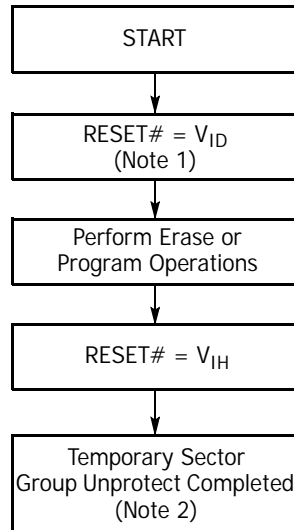 START
RESET# = VID
(Note 1)
Perform Erase or
Program Operations
RESET# = VIH
Temporary Sector
Group Unprotect Completed
(Note 2)